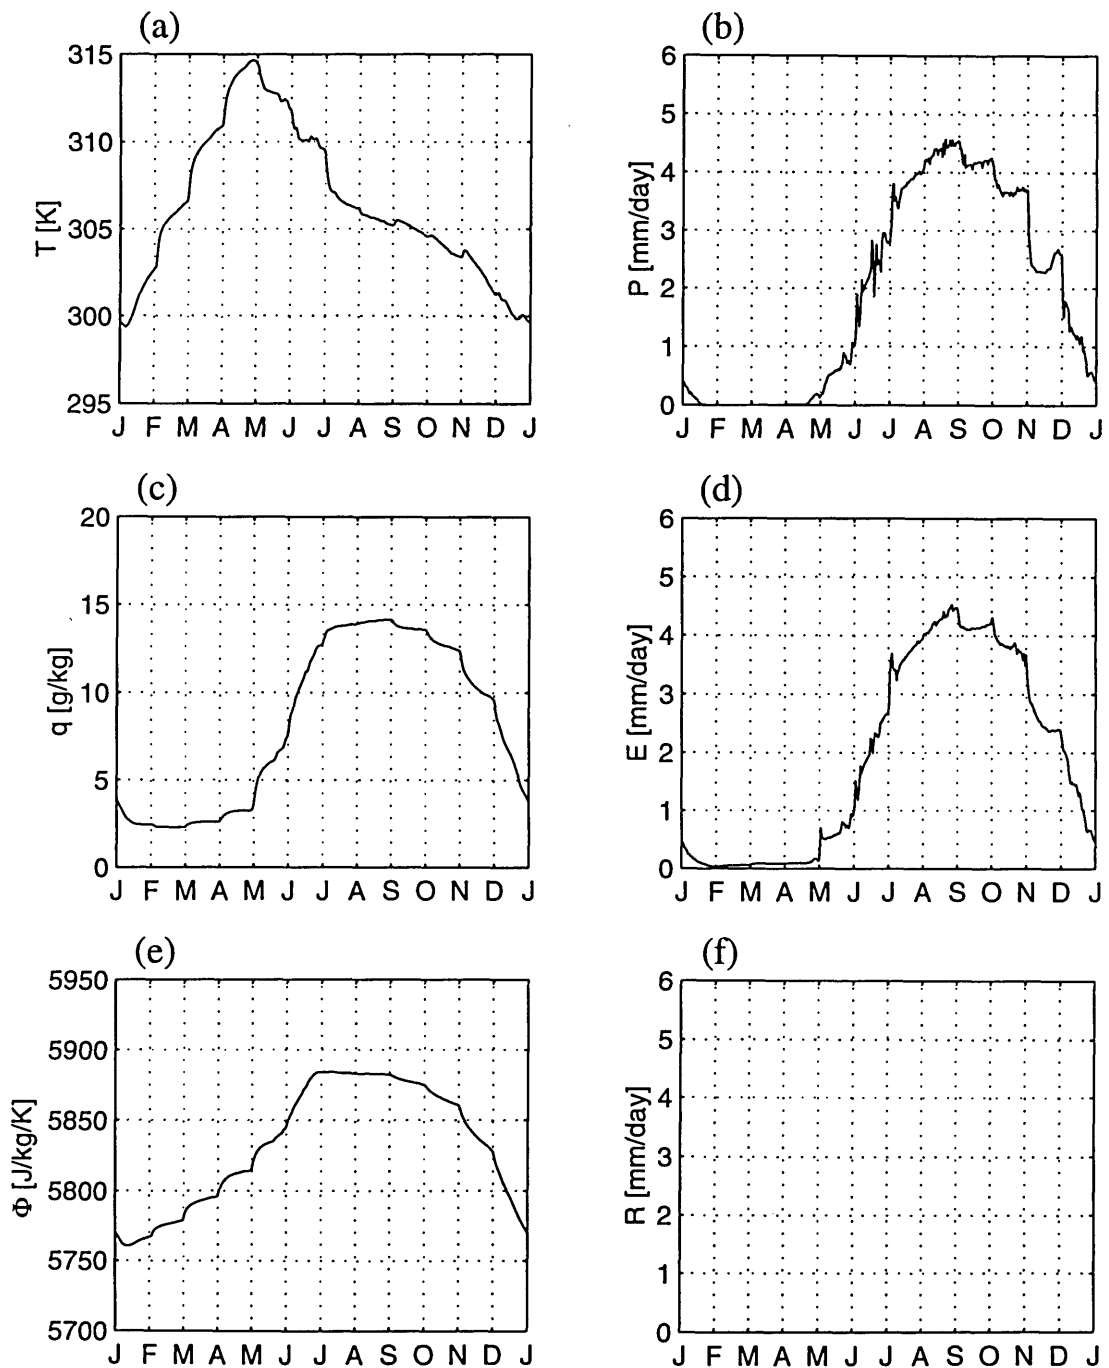 (a)
315
310
305
300
295
T [K]
J F M A M J J A S O N D J
(b)
6
5
4
3
2
1
0
P [mm/day]
J F M A M J J A S O N D J
(c)
20
15
10
5
0
q [g/kg]
J F M A M J J A S O N D J
(d)
6
5
4
3
2
1
0
E [mm/day]
J F M A M J J A S O N D J
(e)
5950
5900
5850
5800
5750
5700
Φ [J/kg/K]
J F M A M J J A S O N D J
(f)
6
5
4
3
2
1
0
R [mm/day]
J F M A M J J A S O N D J